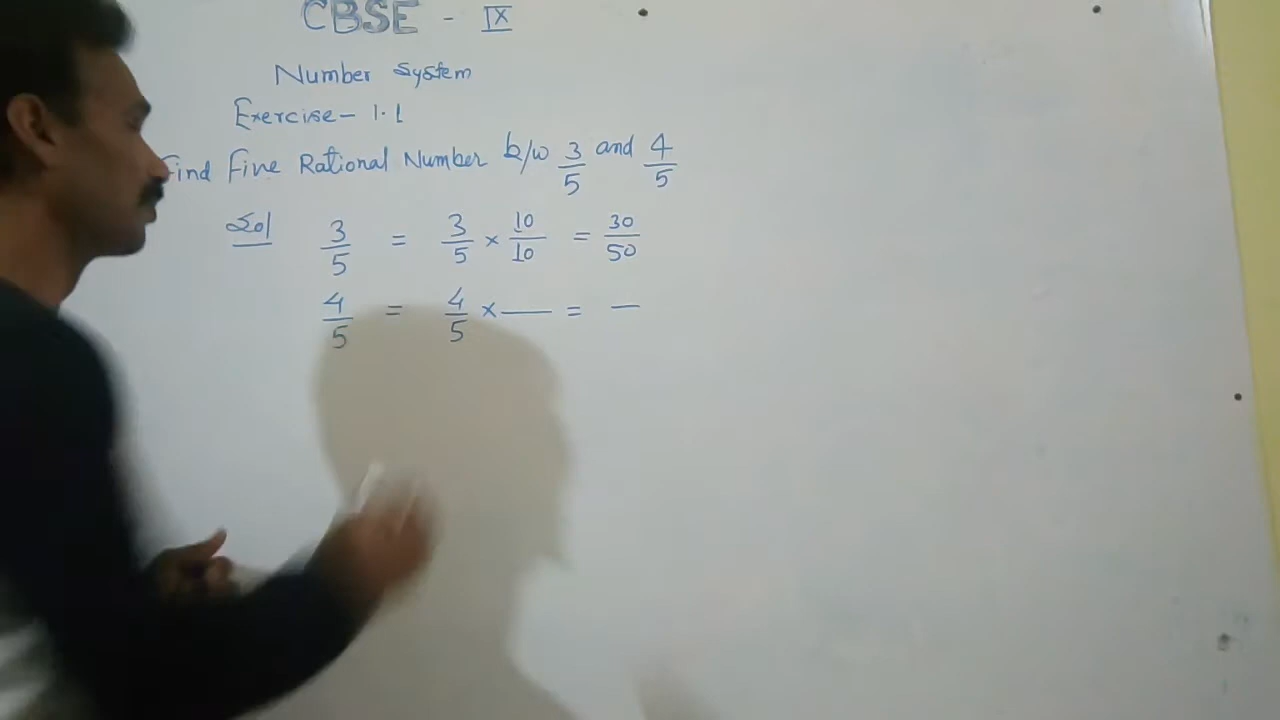 CBSE - IX
Number System
Exercise- 1.1
Find Five Rational Number b/w 3/5 and 4/5
Sol 3/5 = 3/5 × 10/10 = 30/50
4/5 = 4/5 × — = —